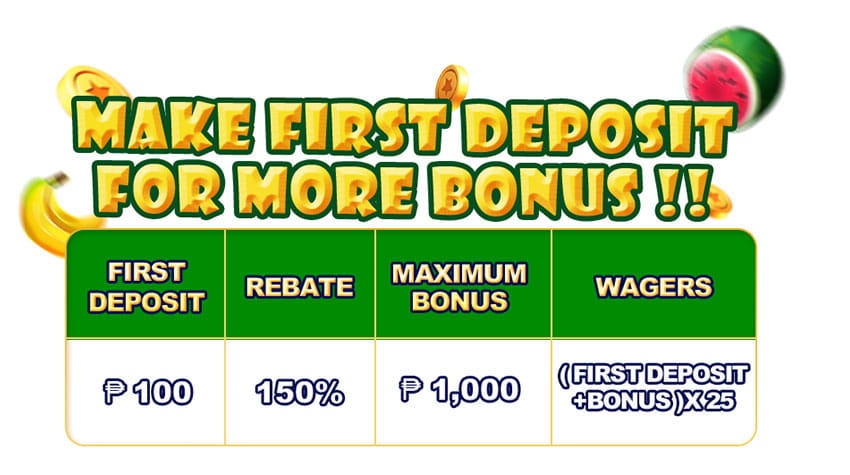 MAKE FIRST DEPOSIT
FOR MORE BONUS !!
FIRST
DEPOSIT
REBATE
MAXIMUM
BONUS
WAGERS
₱ 100
150%
₱ 1,000
( FIRST DEPOSIT
+BONUS )X 25